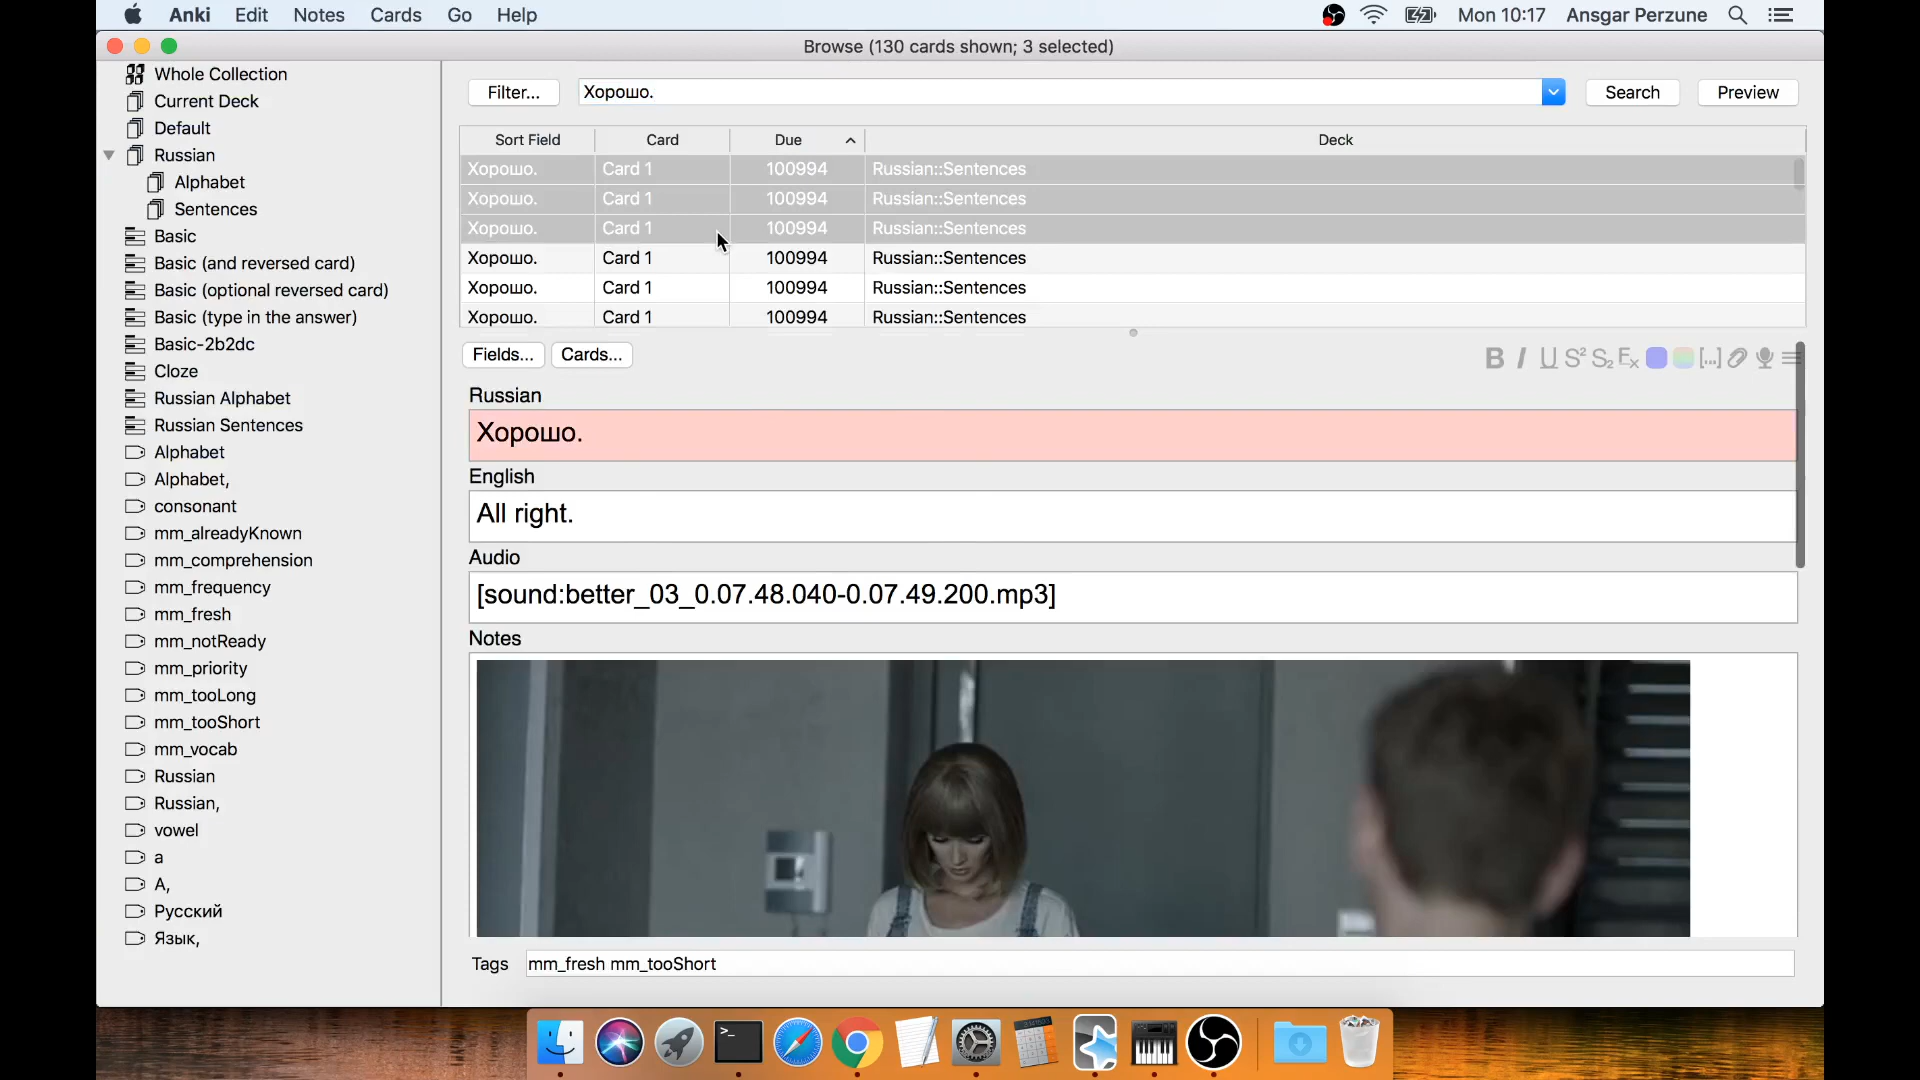 Anki Edit Notes Cards Go Help Mon 10:17 Ansgar Perzune
Browse (130 cards shown; 3 selected)
Whole Collection
Current Deck
Default
Russian
Alphabet
Sentences
Basic
Basic (and reversed card)
Basic (optional reversed card)
Basic (type in the answer)
Basic-2b2dc
Cloze
Russian Alphabet
Russian Sentences
Alphabet
Alphabet,
consonant
mm_alreadyKnown
mm_comprehension
mm_frequency
mm_fresh
mm_notReady
mm_priority
mm_tooLong
mm_tooShort
mm_vocab
Russian
Russian,
vowel
а
А,
Русский
Язык,
Filter... Хорошо. Search Preview
Sort Field Card Due Deck
Хорошо. Card 1 100994 Russian::Sentences
Хорошо. Card 1 100994 Russian::Sentences
Хорошо. Card 1 100994 Russian::Sentences
Хорошо. Card 1 100994 Russian::Sentences
Хорошо. Card 1 100994 Russian::Sentences
Хорошо. Card 1 100994 Russian::Sentences
Fields... Cards... B I U S² S₂ Eₓ [...]
Russian
Хорошо.
English
All right.
Audio
[sound:better_03_0.07.48.040-0.07.49.200.mp3]
Notes
Tags mm_fresh mm_tooShort